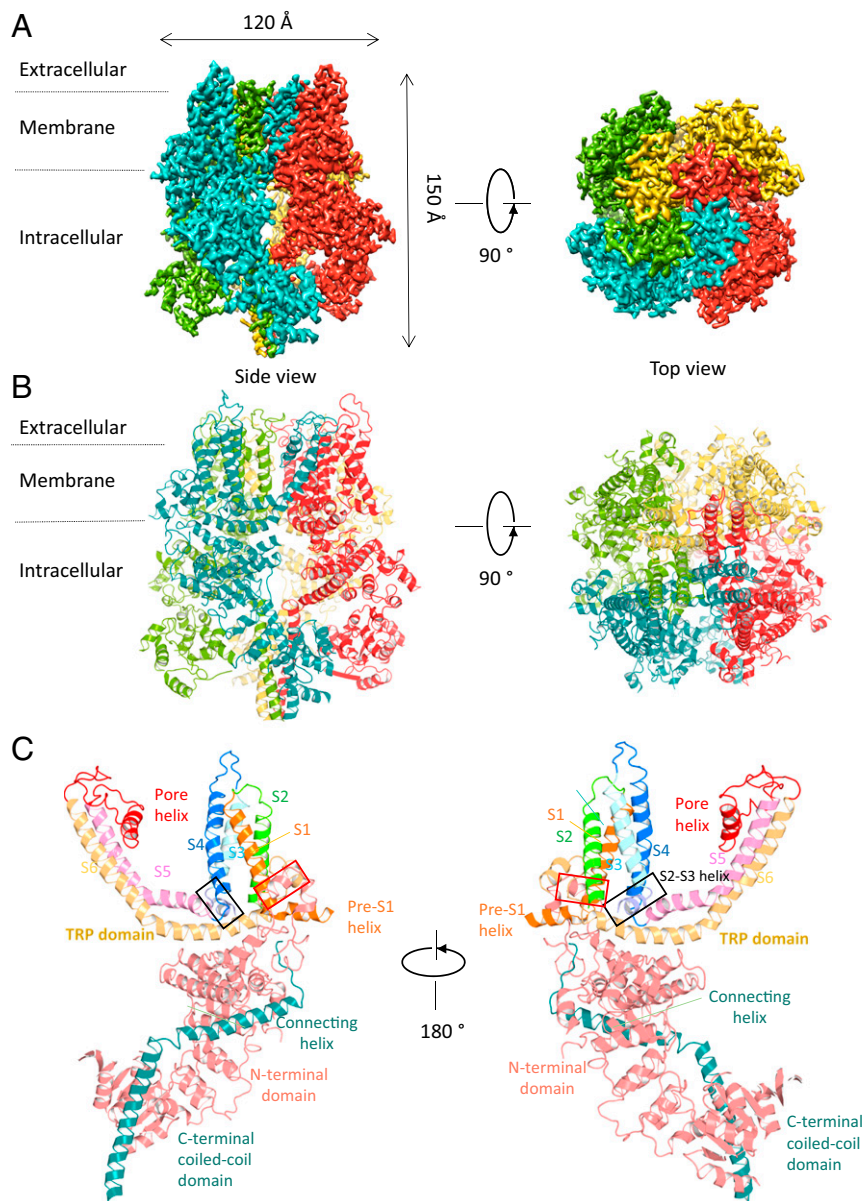 A
120 Å
Extracellular
Membrane
Intracellular
150 Å
90 °
Side view
Top view
B
Extracellular
Membrane
Intracellular
90 °
C
Pore
helix
S2
S1
S4
S3
S6
S5
Pre-S1
helix
TRP domain
Connecting
helix
N-terminal
domain
C-terminal
coiled-coil
domain
180 °
S1
S2
S3
S4
Pore
helix
S5
S6
S2-S3 helix
Pre-S1
helix
TRP domain
Connecting
helix
N-terminal
domain
C-terminal
coiled-coil
domain